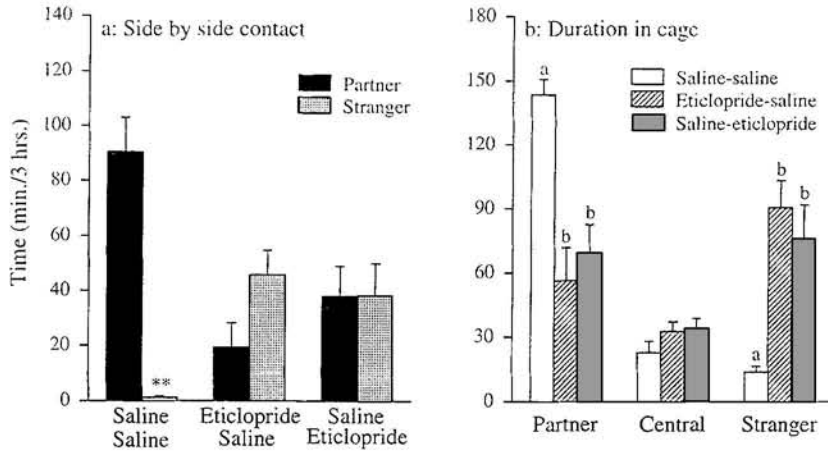 a: Side by side contact
Partner
Stranger
Time (min./3 hrs.)
140
120
100
80
60
40
20
0
**
Saline Eticlopride Saline
Saline Saline Eticlopride
b: Duration in cage
Saline-saline
Eticlopride-saline
Saline-eticlopride
180
150
120
90
60
30
0
a
b
b
b
b
a
Partner Central Stranger